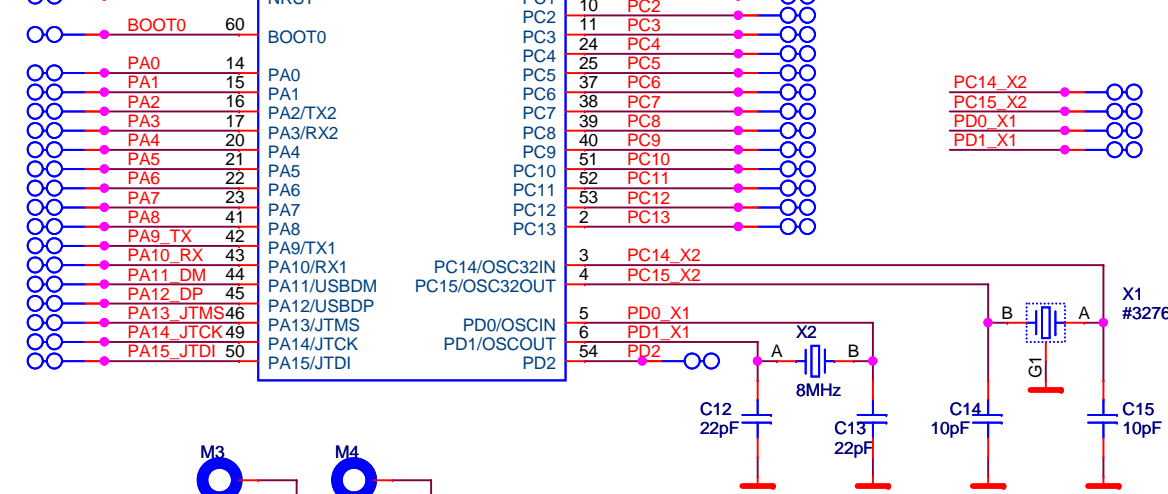 NRST
PC1
BOOT0 60 BOOT0
PA0 14 PA0
PA1 15 PA1
PA2 16 PA2/TX2
PA3 17 PA3/RX2
PA4 20 PA4
PA5 21 PA5
PA6 22 PA6
PA7 23 PA7
PA8 41 PA8
PA9_TX 42 PA9/TX1
PA10_RX 43 PA10/RX1
PA11_DM 44 PA11/USBDM
PA12_DP 45 PA12/USBDP
PA13_JTMS 46 PA13/JTMS
PA14_JTCK 49 PA14/JTCK
PA15_JTDI 50 PA15/JTDI
PC2 10 PC2
PC3 11 PC3
PC4 24 PC4
PC5 25 PC5
PC6 37 PC6
PC7 38 PC7
PC8 39 PC8
PC9 40 PC9
PC10 51 PC10
PC11 52 PC11
PC12 53 PC12
PC13 2 PC13
PC14/OSC32IN 3 PC14_X2
PC15/OSC32OUT 4 PC15_X2
PD0/OSCIN 5 PD0_X1
PD1/OSCOUT 6 PD1_X1
PD2 54 PD2
PC14_X2
PC15_X2
PD0_X1
PD1_X1
X2
A B
8MHz
C12
22pF
C13
22pF
X1
#3276
B A
G1
C14
10pF
C15
10pF
M3
M4